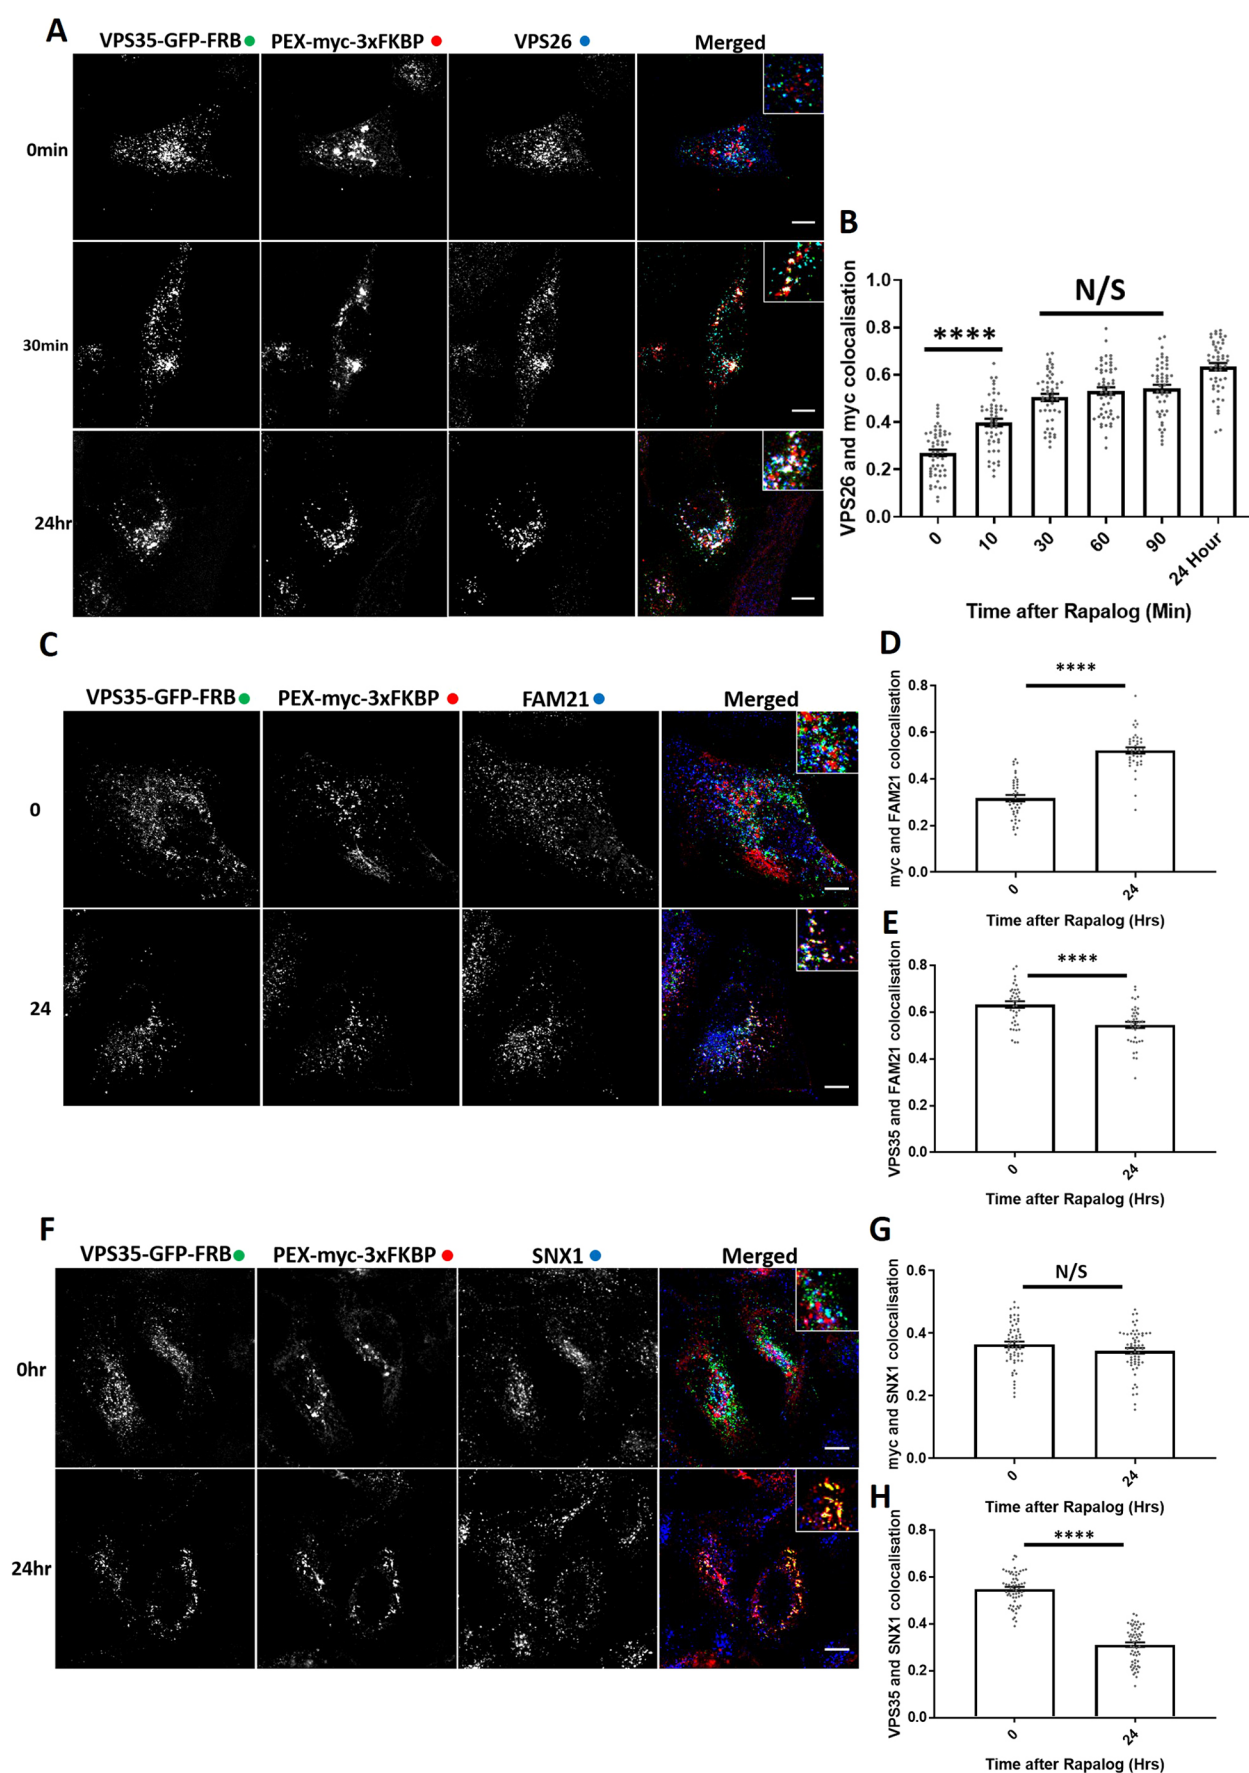 A
VPS35-GFP-FRB PEX-myc-3xFKBP VPS26 Merged
0min
30min
24hr
B
VPS26 and myc colocalisation
1.0
0.8
0.6
0.4
0.2
0.0
****
N/S
0 10 30 60 90 24 Hour
Time after Rapalog (Min)
C
VPS35-GFP-FRB PEX-myc-3xFKBP FAM21 Merged
0
24
D
myc and FAM21 colocalisation
0.8
0.6
0.4
0.2
0.0
****
0 24
Time after Rapalog (Hrs)
E
VPS35 and FAM21 colocalisation
0.8
0.6
0.4
0.2
0.0
****
0 24
Time after Rapalog (Hrs)
F
VPS35-GFP-FRB PEX-myc-3xFKBP SNX1 Merged
0hr
24hr
G
myc and SNX1 colocalisation
0.6
0.4
0.2
0.0
N/S
0 24
Time after Rapalog (Hrs)
H
VPS35 and SNX1 colocalisation
0.8
0.6
0.4
0.2
0.0
****
0 24
Time after Rapalog (Hrs)